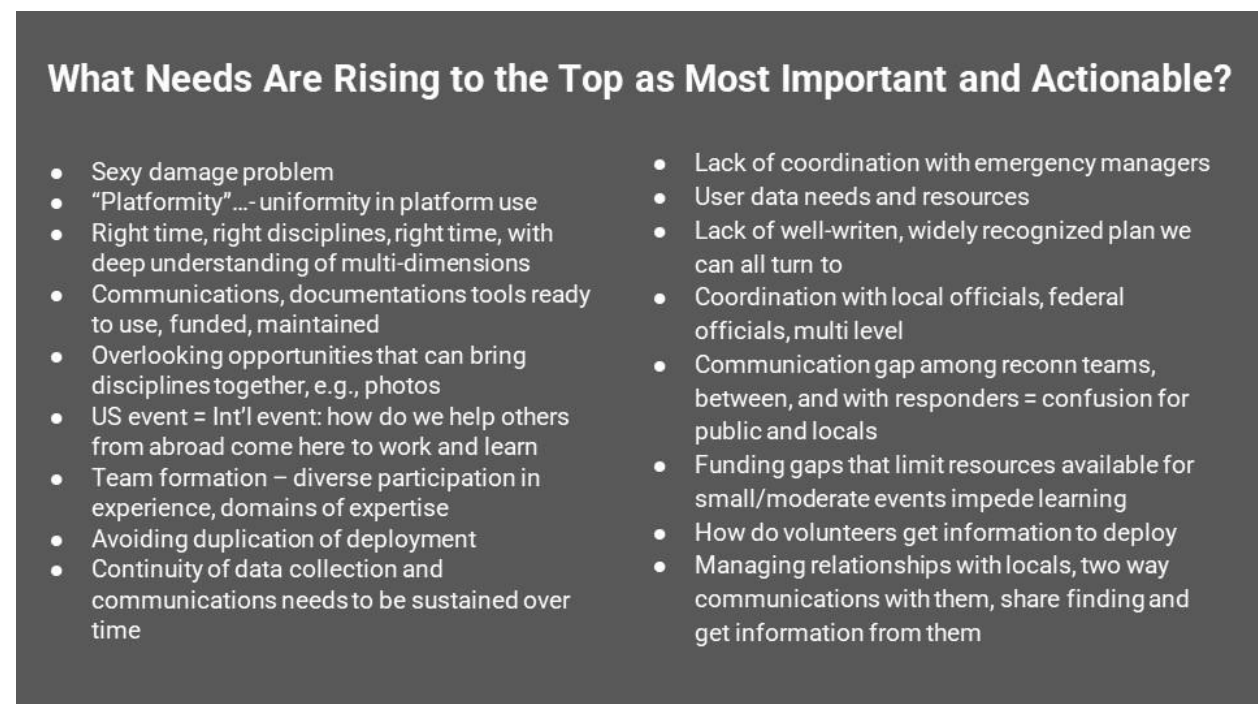 What Needs Are Rising to the Top as Most Important and Actionable?
● Sexy damage problem
● “Platformity”...- uniformity in platform use
● Right time, right disciplines, right time, with
deep understanding of multi-dimensions
● Communications, documentations tools ready
to use, funded, maintained
● Overlooking opportunities that can bring
disciplines together, e.g., photos
● US event = Int’l event: how do we help others
from abroad come here to work and learn
● Team formation – diverse participation in
experience, domains of expertise
● Avoiding duplication of deployment
● Continuity of data collection and
communications needs to be sustained over
time
● Lack of coordination with emergency managers
● User data needs and resources
● Lack of well-writen, widely recognized plan we
can all turn to
● Coordination with local officials, federal
officials, multi level
● Communication gap among reconn teams,
between, and with responders = confusion for
public and locals
● Funding gaps that limit resources available for
small/moderate events impede learning
● How do volunteers get information to deploy
● Managing relationships with locals, two way
communications with them, share finding and
get information from them